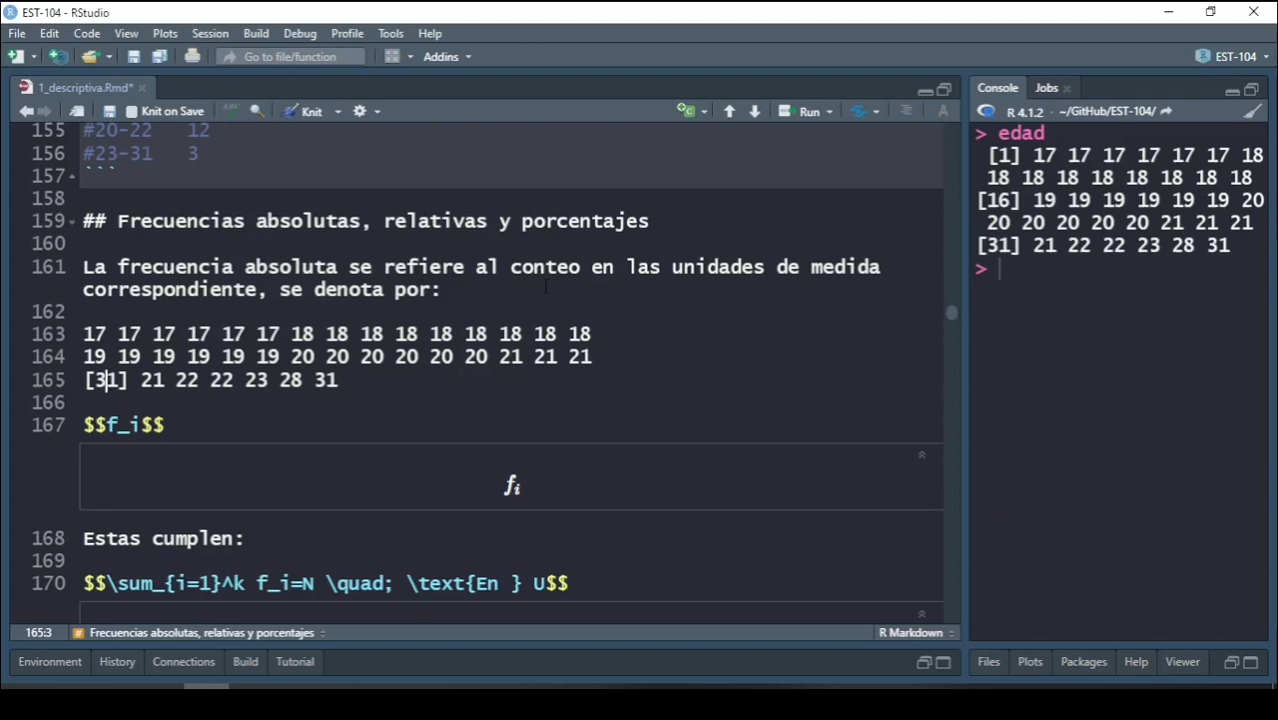 EST-104 - RStudio
File Edit Code View Plots Session Build Debug Profile Tools Help
Go to file/function Addins EST-104
1_descriptiva.Rmd*
Knit on Save ABC Knit Run
155 #20-22 12
156 #23-31 3
157 ```
158
159 ## Frecuencias absolutas, relativas y porcentajes
160
161 La frecuencia absoluta se refiere al conteo en las unidades de medida
correspondiente, se denota por:
162
163 17 17 17 17 17 17 18 18 18 18 18 18 18 18 18
164 19 19 19 19 19 19 20 20 20 20 20 20 21 21 21
165 [31] 21 22 22 23 28 31
166
167 $$f_i$$
fi
168 Estas cumplen:
169
170 $$\sum_{i=1}^k f_i=N \quad; \text{En } U$$
165:3 # Frecuencias absolutas, relativas y porcentajes R Markdown
Environment History Connections Build Tutorial
Console Jobs
R 4.1.2 · ~/GitHub/EST-104/
> edad
[1] 17 17 17 17 17 17 18
18 18 18 18 18 18 18 18
[16] 19 19 19 19 19 19 20
20 20 20 20 20 21 21 21
[31] 21 22 22 23 28 31
>
Files Plots Packages Help Viewer